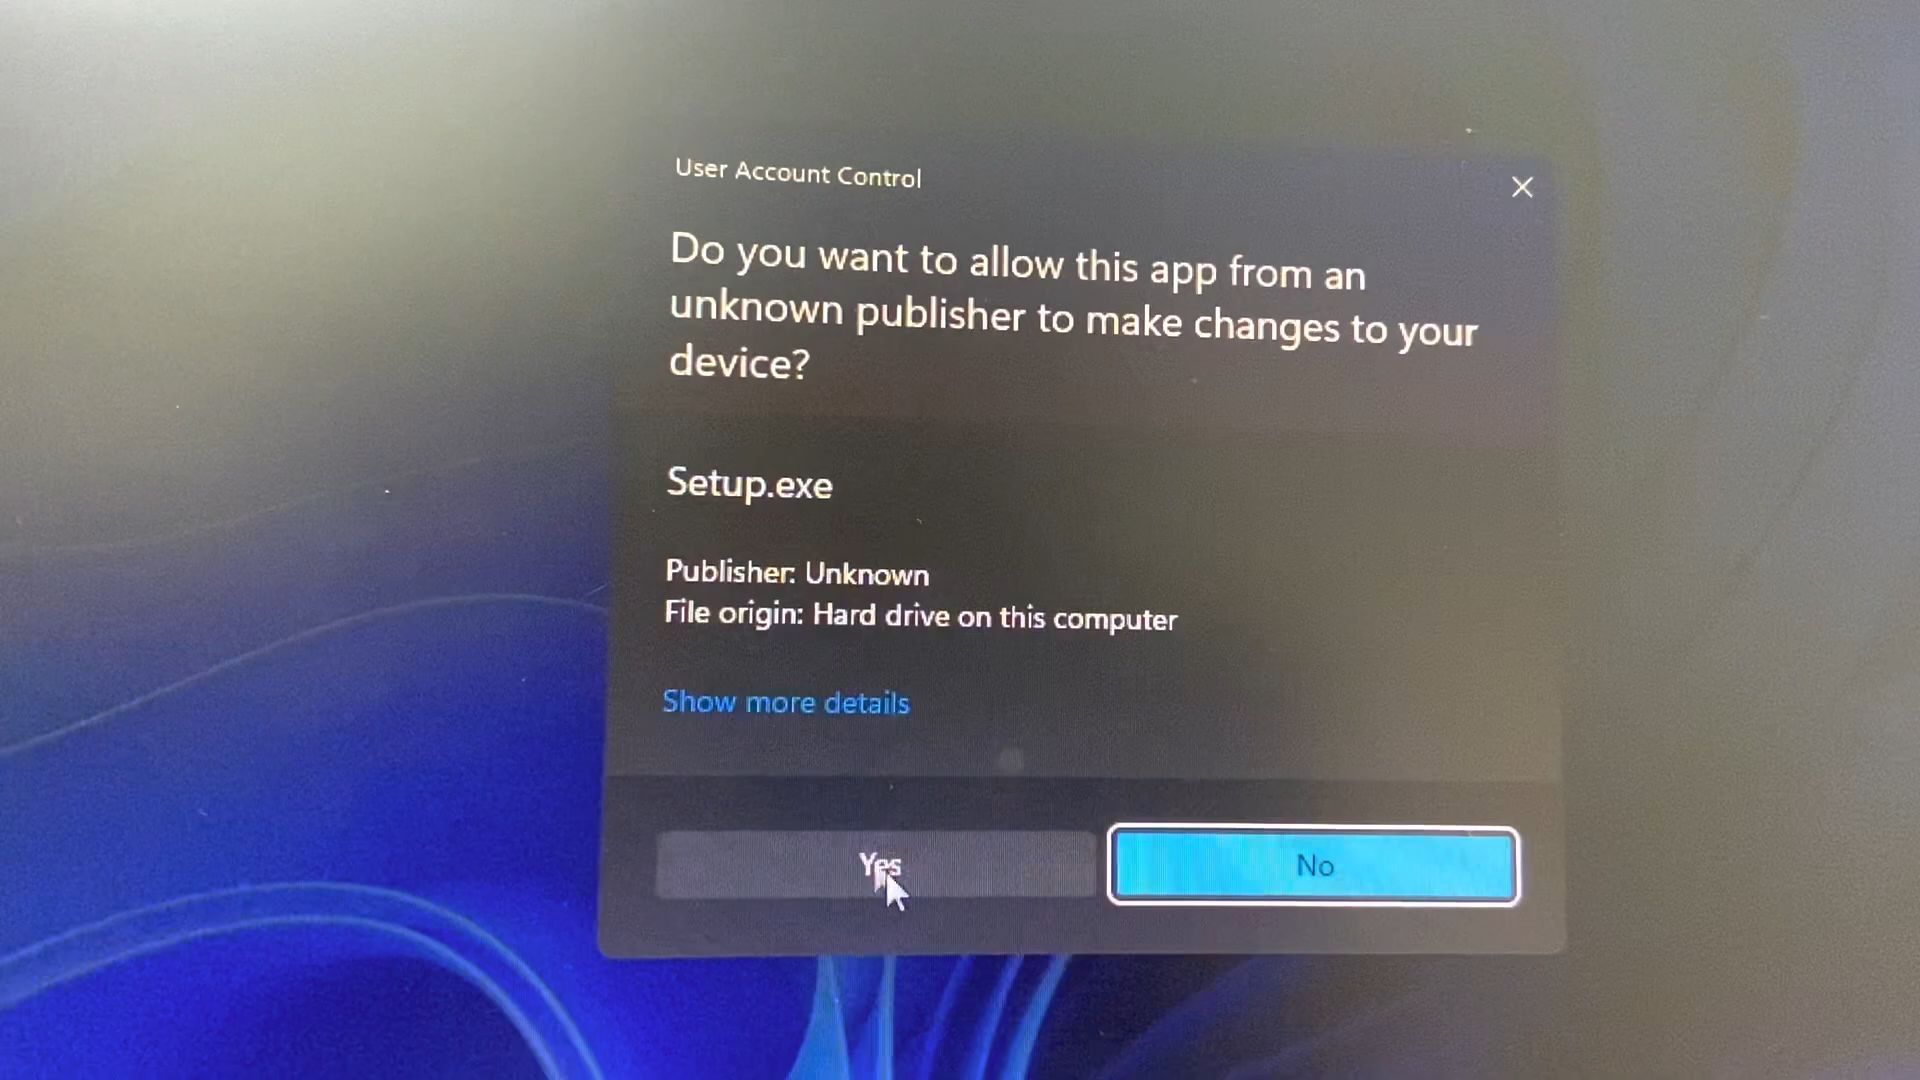 User Account Control
Do you want to allow this app from an
unknown publisher to make changes to your
device?
Setup.exe
Publisher: Unknown
File origin: Hard drive on this computer
Show more details
Yes
No